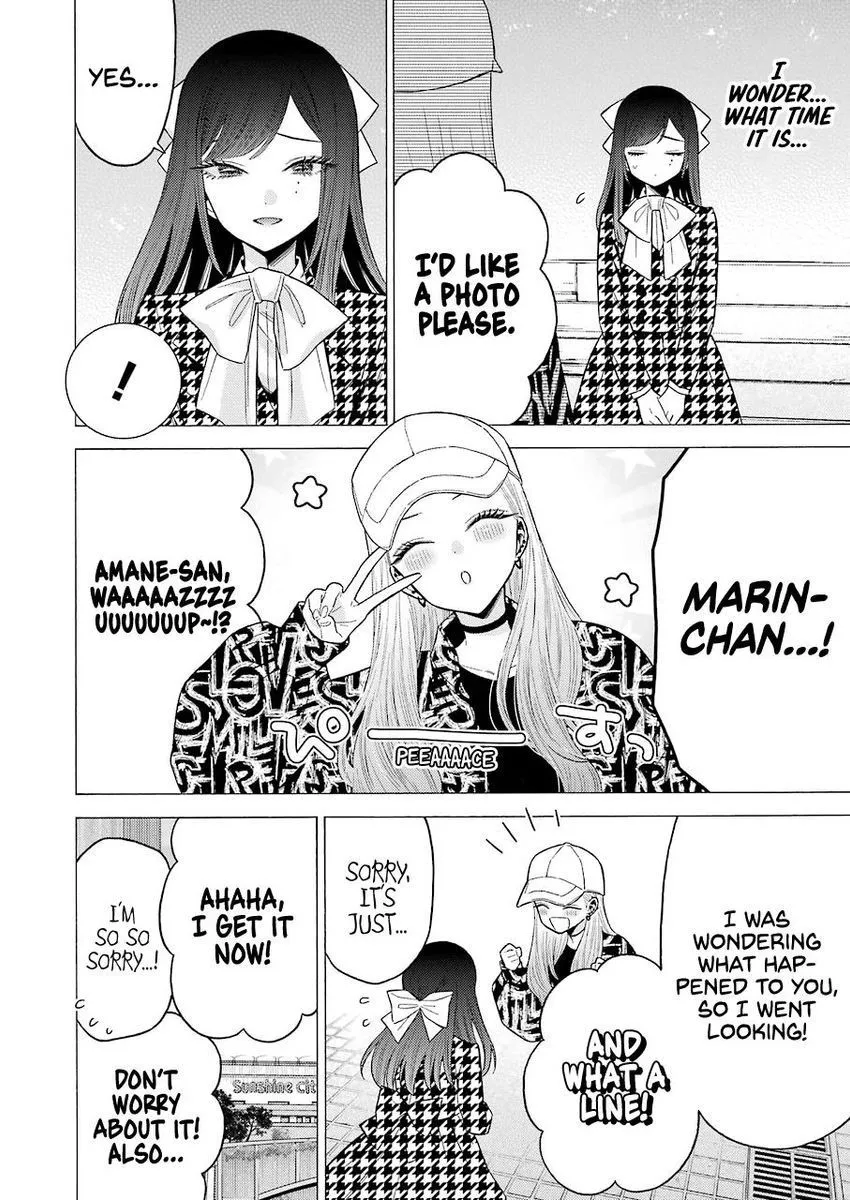 I
WONDER...
WHAT TIME
IT IS...
I'D LIKE
A PHOTO
PLEASE.
YES...
!
MARIN-
CHAN...!
AMANE-SAN,
WAAAAAZZZZ
UUUUUUUP~!?
ぴーすっ
PEEAAAACE
I WAS
WONDERING
WHAT HAP-
PENED TO YOU,
SO I WENT
LOOKING!
AND
WHAT A
LINE!
SORRY,
IT'S
JUST...
AHAHA,
I GET IT
NOW!
I'M
SO SO
SORRY...!
DON'T
WORRY
ABOUT IT!
ALSO...
Sunshine Cit